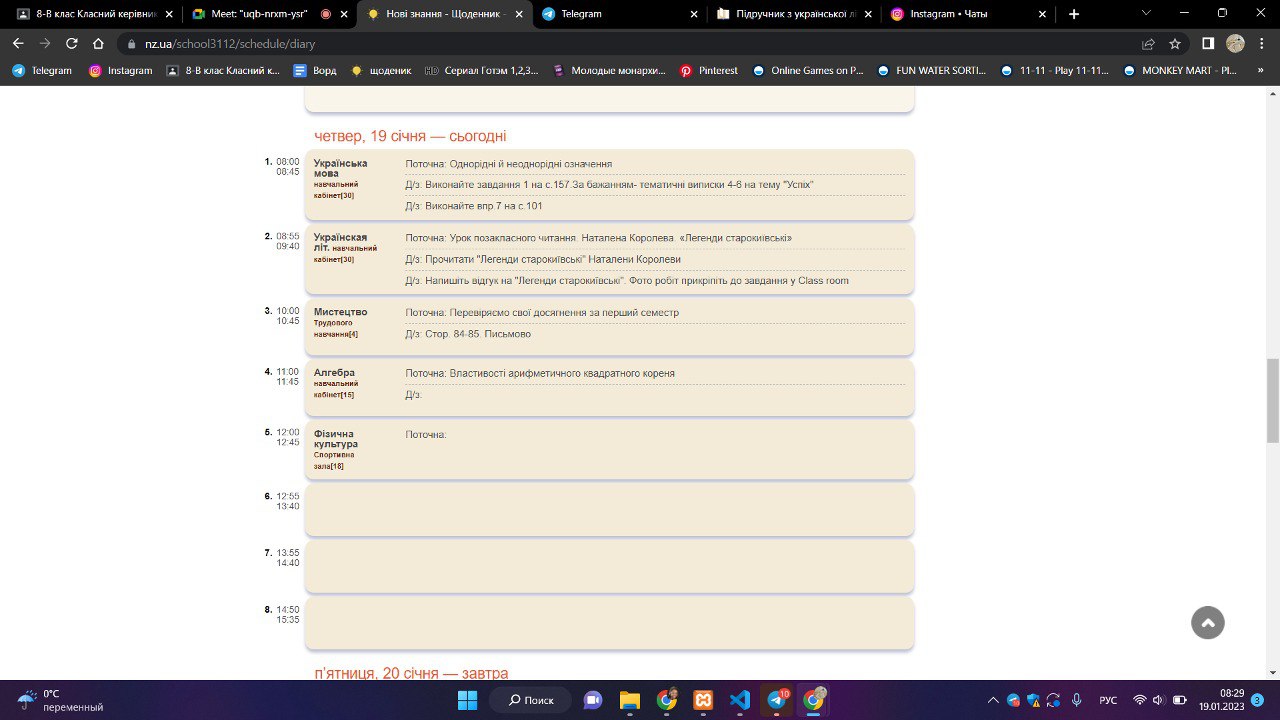 8-В клас Класний керівник
Meet: "uqb-nrxm-ysr"
Нові знання - Щоденник -
Telegram
Підручник з української лі
Instagram • Чаты
nz.ua/school3112/schedule/diary
Telegram
Instagram
8-В клас Класний к...
Ворд
щоденик
Сериал Готэм 1,2,3...
Молодые монархи...
Pinterest
Online Games on P...
FUN WATER SORTI...
11-11 - Play 11-11...
MONEY MART - Pl...
»
четвер, 19 січня — сьогодні
1. 08:00
08:45
Українська
мова
навчальний
кабінет[30]
Поточна: Однорідні й неоднорідні означення
Д/з: Виконайте завдання 1 на с.157.За бажанням- тематичні виписки 4-6 на тему "Успіх"
Д/з: Виконайте впр.7 на с.101
2. 08:55
09:40
Українская
літ. навчальний
кабінет[30]
Поточна: Урок позакласного читання. Наталена Королева. «Легенди старокиївські»
Д/з: Прочитати "Легенди старокиївські" Наталени Королеви
Д/з: Напишіть відгук на "Легенди старокиївські". Фото робіт прикріпіть до завдання у Class room
3. 10:00
10:45
Мистецтво
Трудового
навчання[4]
Поточна: Перевіряємо свої досягнення за перший семестр
Д/з: Стор. 84-85. Письмово
4. 11:00
11:45
Алгебра
навчальний
кабінет[15]
Поточна: Властивості арифметичного квадратного кореня
Д/з:
5. 12:00
12:45
Фізична
культура
Спортивна
зала[18]
Поточна:
6. 12:55
13:40
7. 13:55
14:40
8. 14:50
15:35
п'ятниця, 20 січня — завтра
0°C
переменный
Поиск
10
РУС
08:29
19.01.2023
3